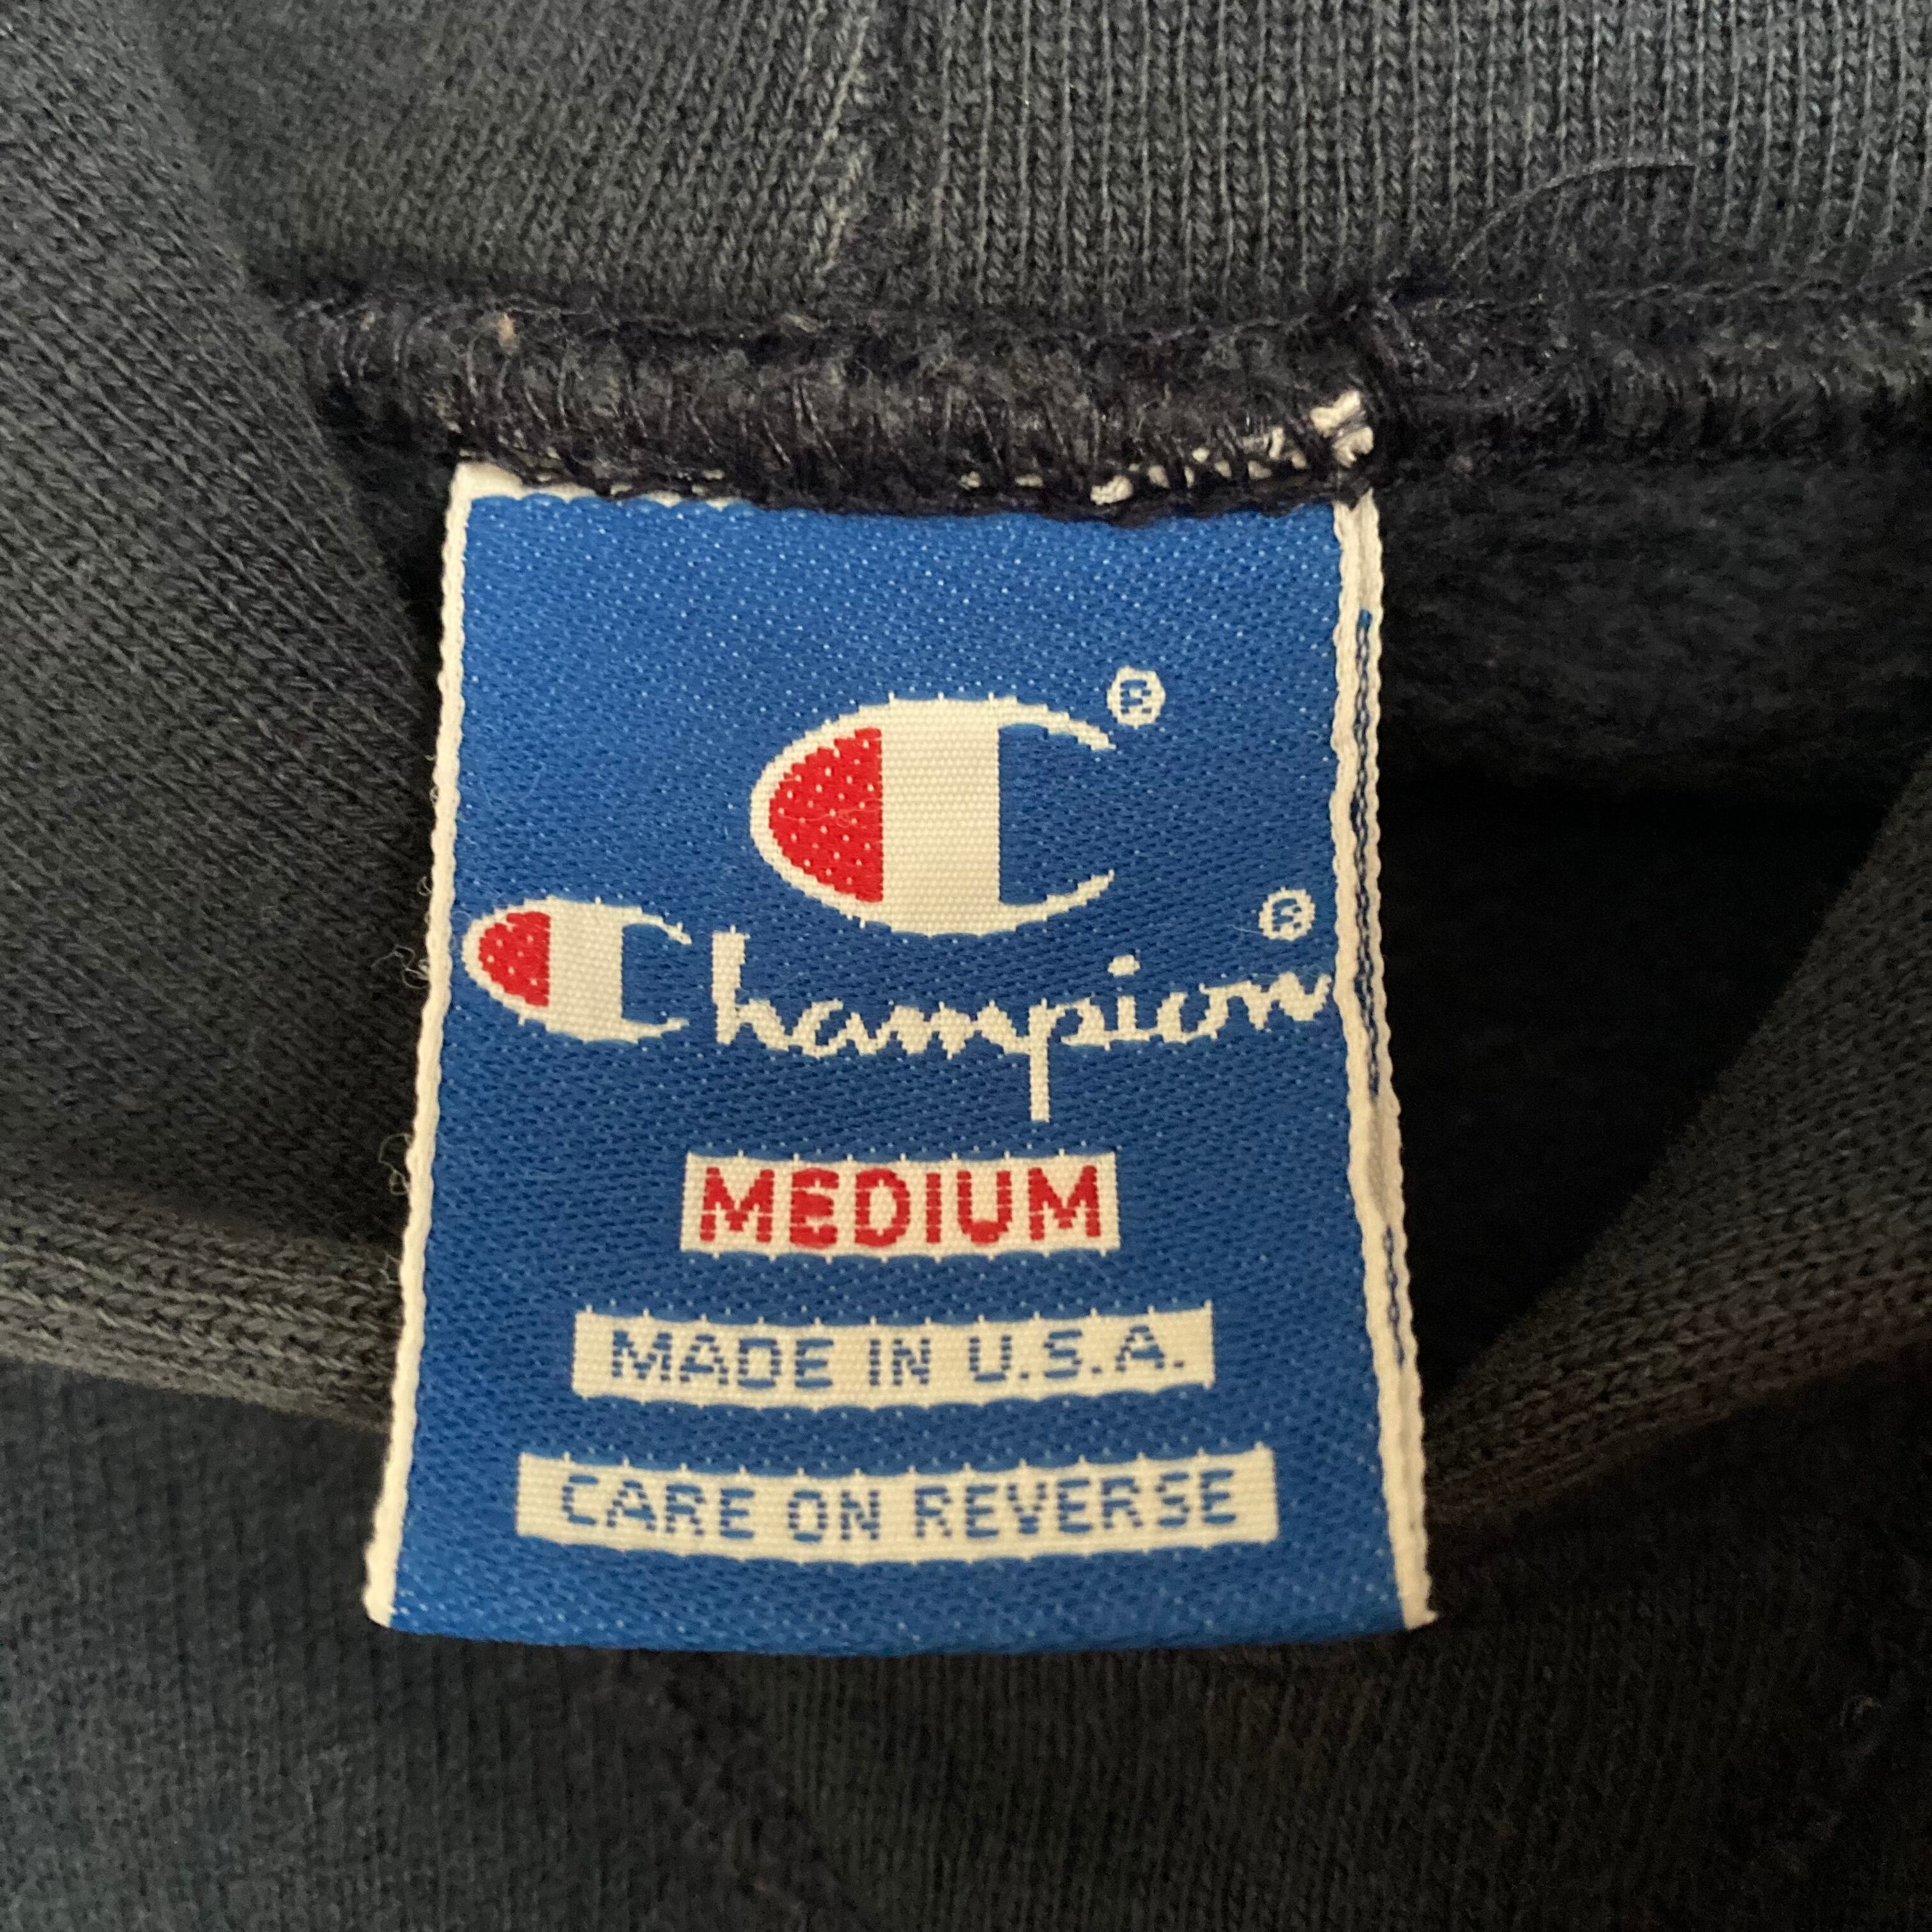 C®
Champion®
MEDIUM
MADE IN U.S.A.
CARE ON REVERSE